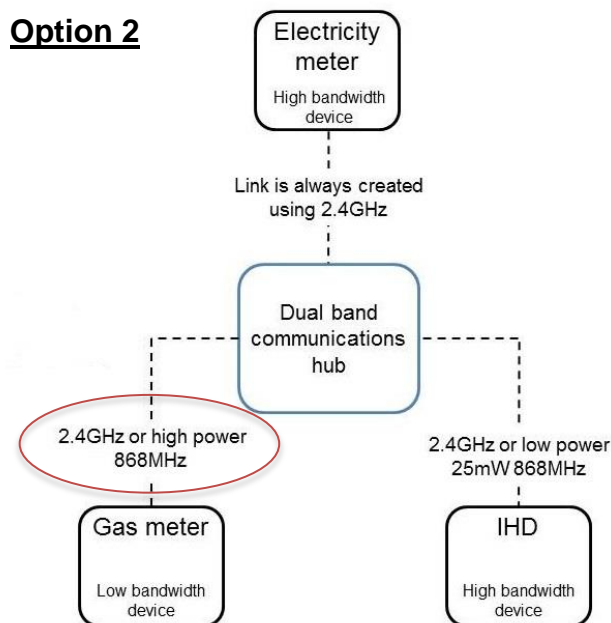 Option 2
Electricity
meter
High bandwidth
device
Link is always created
using 2.4GHz
Dual band
communications
hub
2.4GHz or high power
868MHz
2.4GHz or low power
25mW 868MHz
Gas meter
Low bandwidth
device
IHD
High bandwidth
device